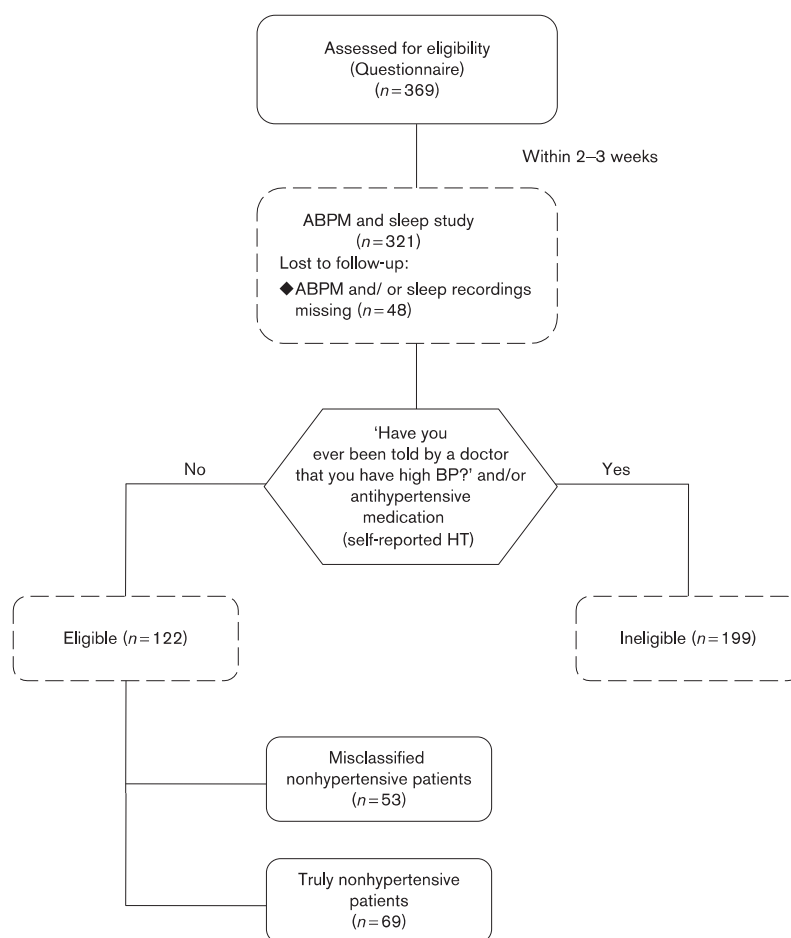 Assessed for eligibility
(Questionnaire)
(n=369)
Within 2–3 weeks
ABPM and sleep study
(n=321)
Lost to follow-up:
◆ABPM and/ or sleep recordings
missing (n=48)
‘Have you
ever been told by a doctor
that you have high BP?’ and/or
antihypertensive
medication
(self-reported HT)
No
Yes
Eligible (n=122)
Ineligible (n=199)
Misclassified
nonhypertensive patients
(n=53)
Truly nonhypertensive
patients
(n=69)